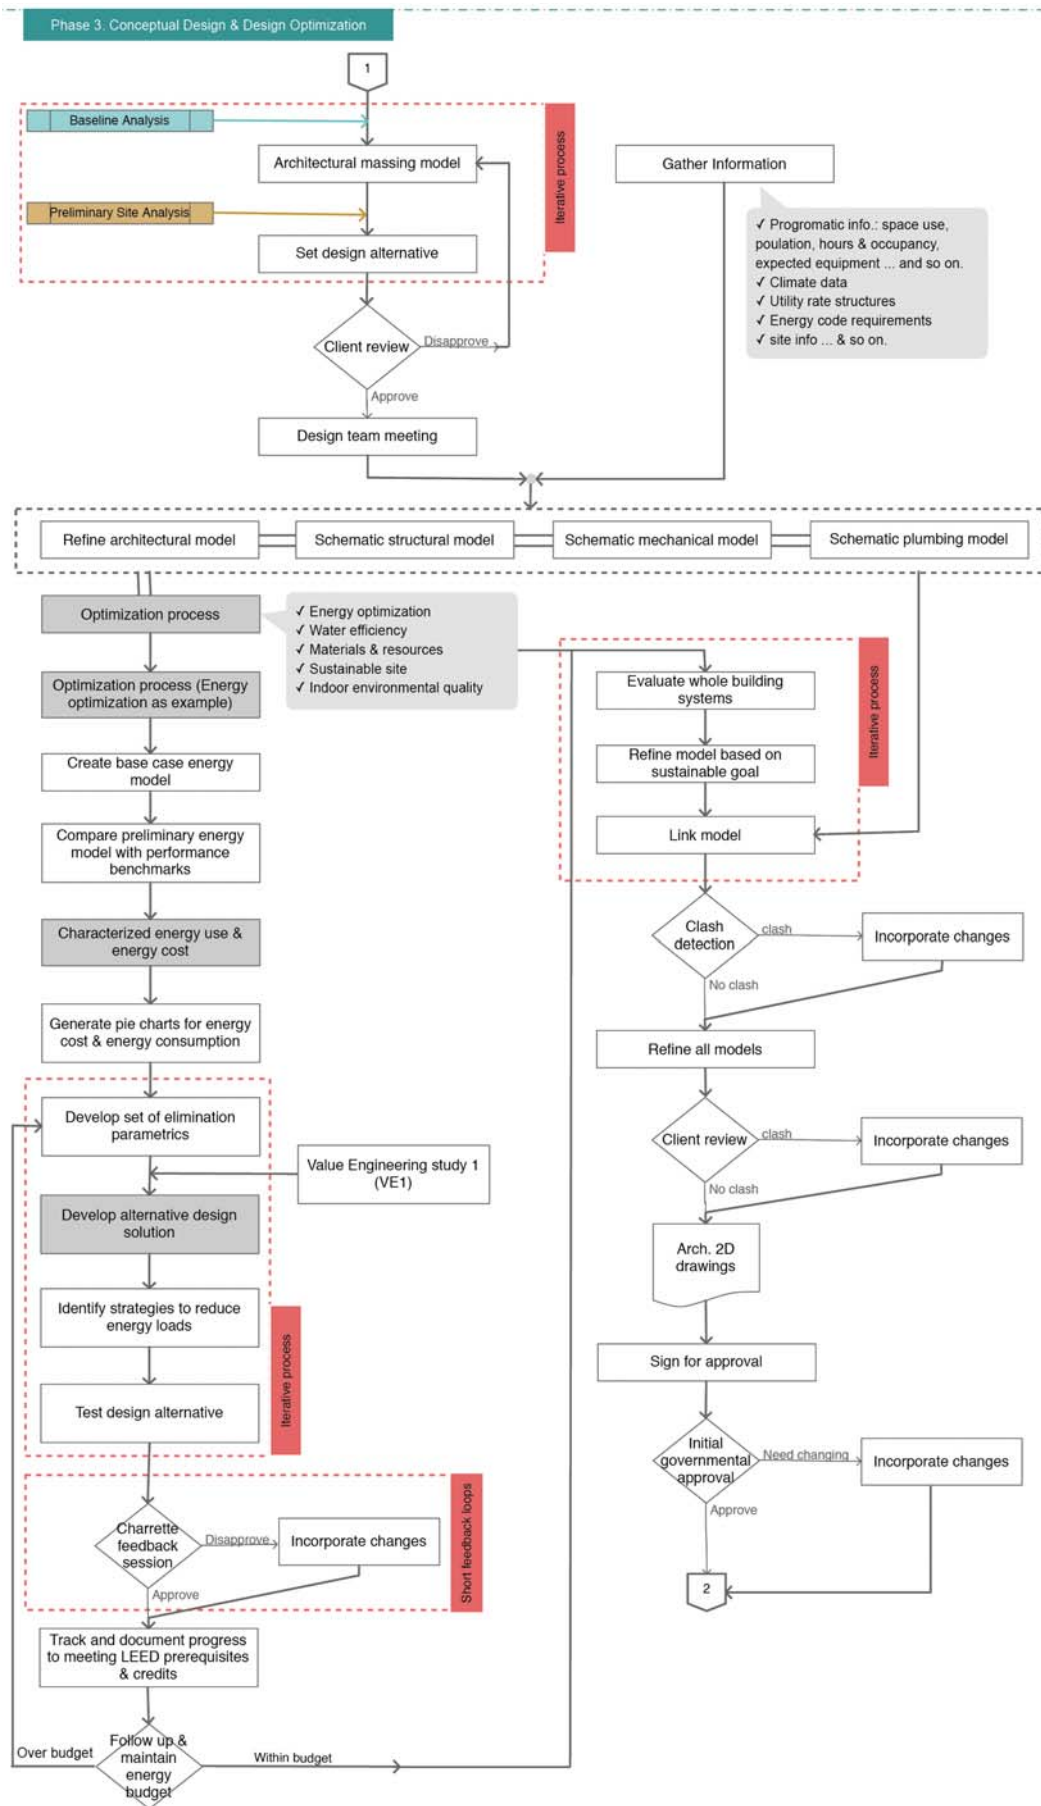 Phase 3. Conceptual Design & Design Optimization
1
Baseline Analysis
Architectural massing model
Preliminary Site Analysis
Set design alternative
Iterative process
Client review
Disapprove
Approve
Design team meeting
Gather Information
✓ Progromatic info.: space use,
poulation, hours & occupancy,
expected equipment ... and so on.
✓ Climate data
✓ Utility rate structures
✓ Energy code requirements
✓ site info ... & so on.
Refine architectural model
Schematic structural model
Schematic mechanical model
Schematic plumbing model
Optimization process
✓ Energy optimization
✓ Water efficiency
✓ Materials & resources
✓ Sustainable site
✓ Indoor environmental quality
Optimization process (Energy
optimization as example)
Create base case energy
model
Compare preliminary energy
model with performance
benchmarks
Characterized energy use &
energy cost
Generate pie charts for energy
cost & energy consumption
Develop set of elimination
parametrics
Value Engineering study 1
(VE1)
Develop alternative design
solution
Identify strategies to reduce
energy loads
Test design alternative
Iterative process
Charrette
feedback
session
Disapprove
Incorporate changes
Approve
Short feedback loops
Track and document progress
to meeting LEED prerequisites
& credits
Follow up &
maintain
energy
budget
Over budget
Within budget
Evaluate whole building
systems
Refine model based on
sustainable goal
Link model
Iterative process
Clash
detection
clash
Incorporate changes
No clash
Refine all models
Client review
clash
Incorporate changes
No clash
Arch. 2D
drawings
Sign for approval
Initial
governmental
approval
Need changing
Incorporate changes
Approve
2